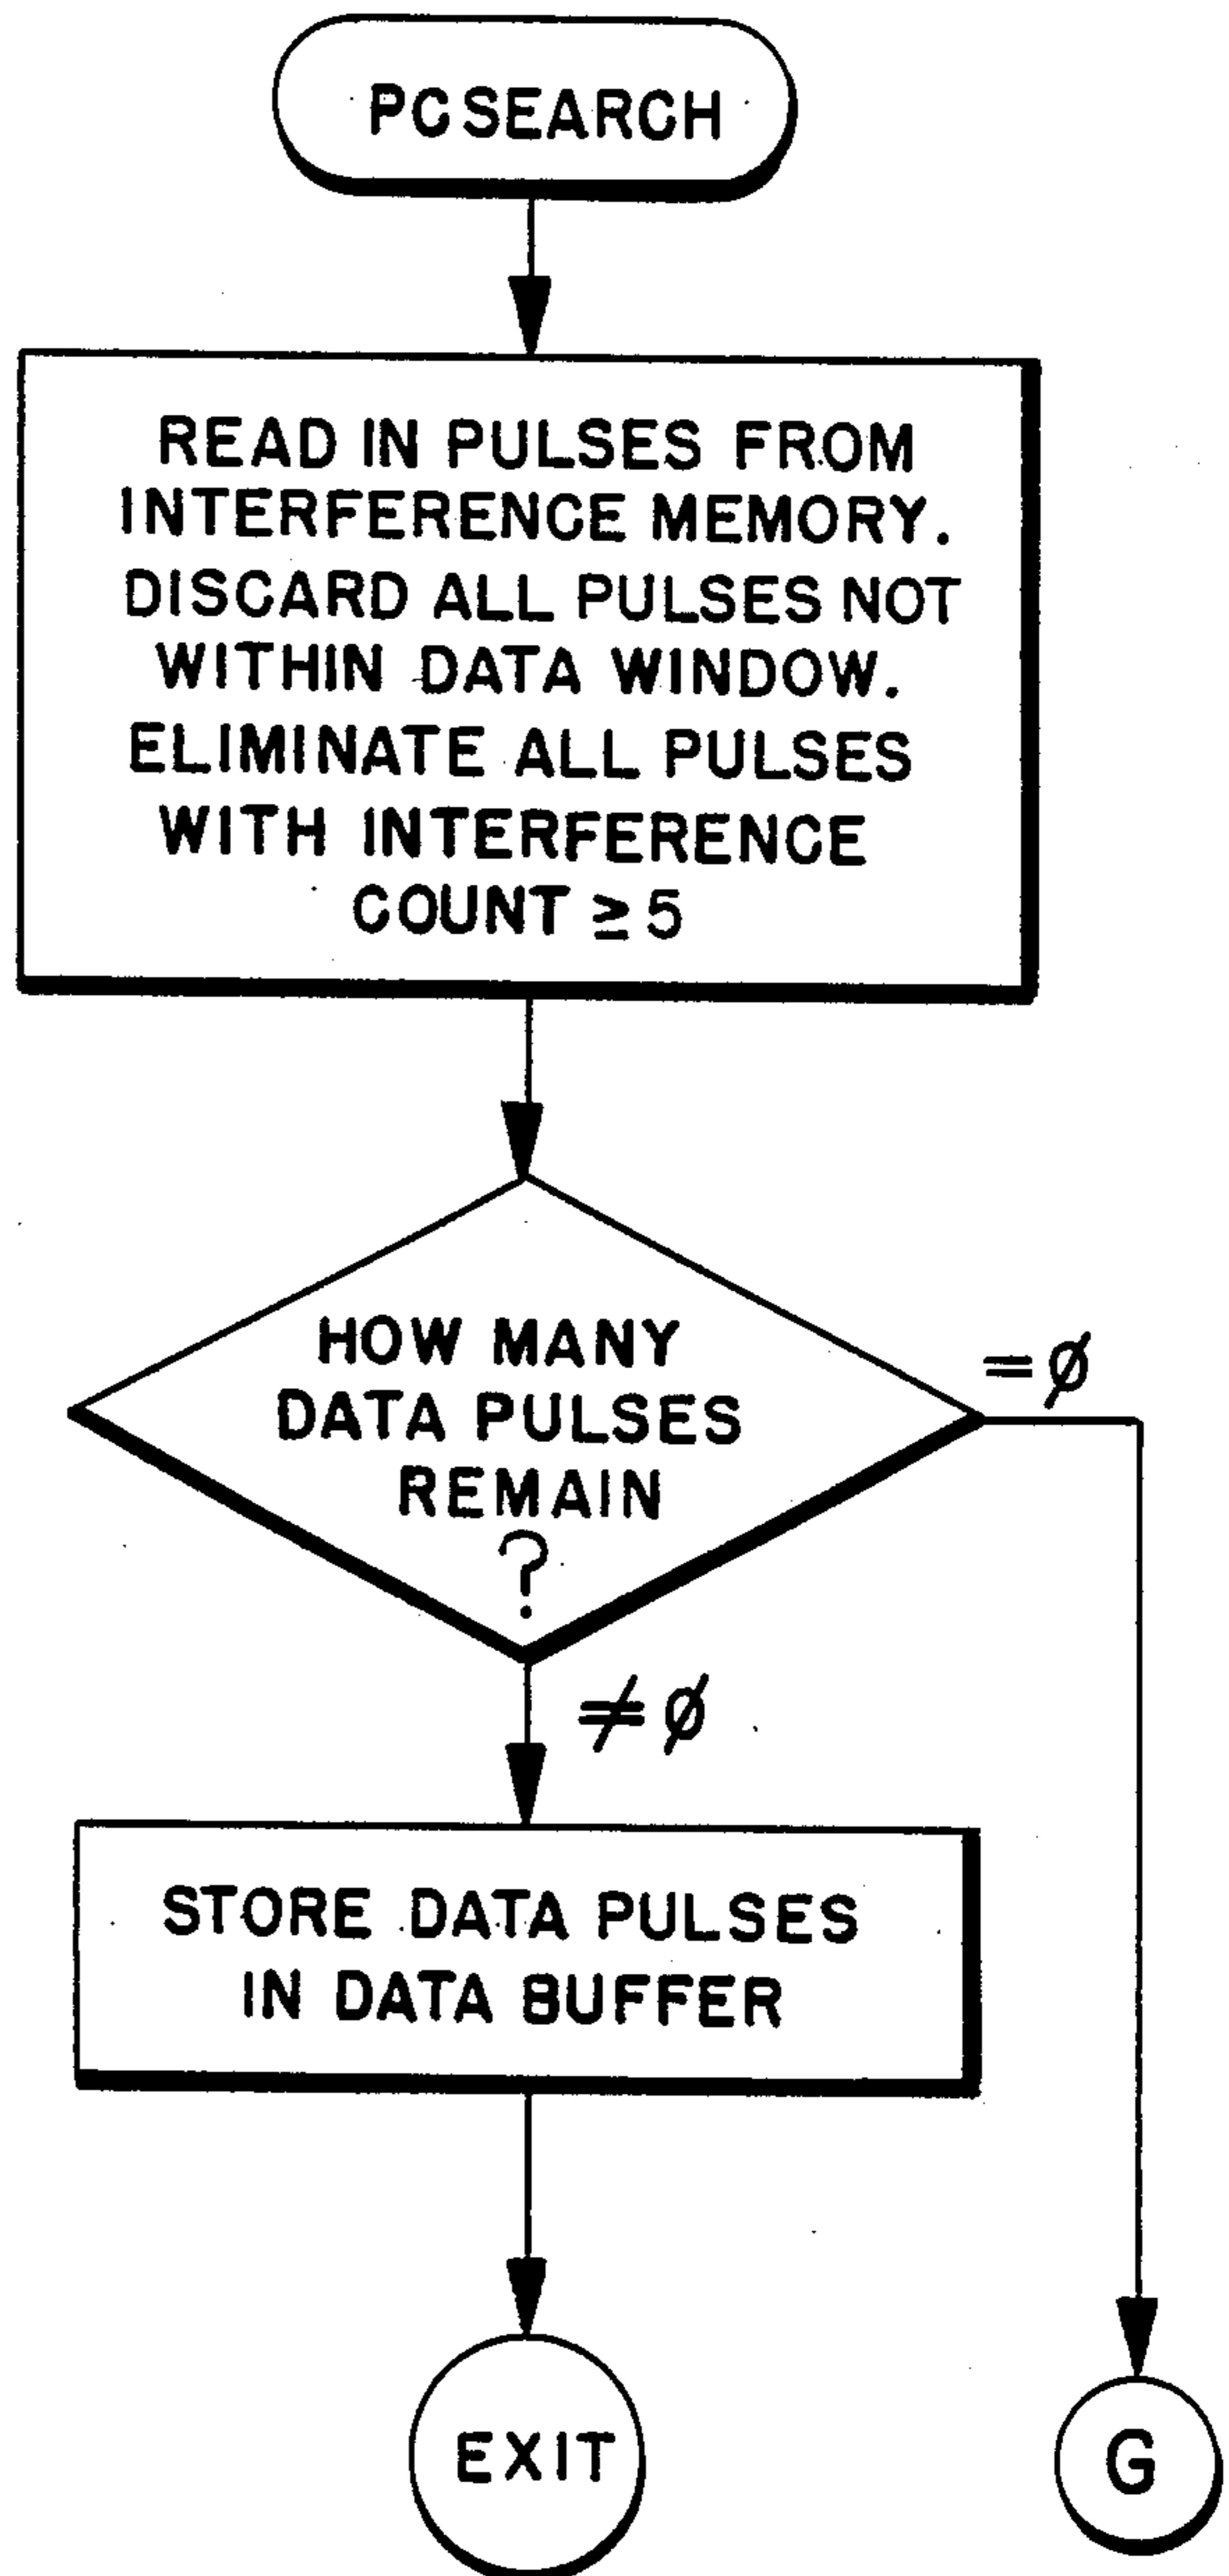 PCSEARCH
READ IN PULSES FROM
INTERFERENCE MEMORY.
DISCARD ALL PULSES NOT
WITHIN DATA WINDOW.
ELIMINATE ALL PULSES
WITH INTERFERENCE
COUNT ≥ 5
HOW MANY
DATA PULSES
REMAIN
?
=Ø
≠Ø
STORE DATA PULSES
IN DATA BUFFER
EXIT
G